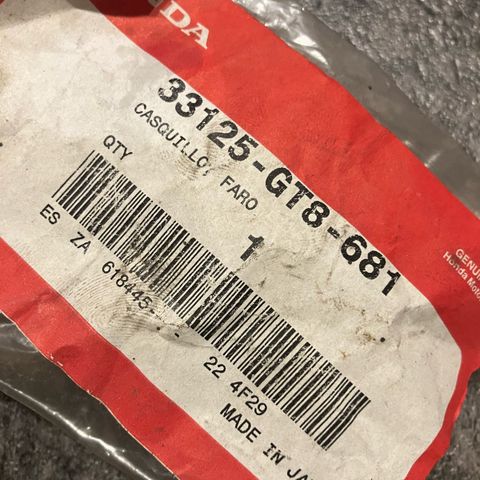 DA
33125-GT8-681
CASQUILLO, FARO
QTY 1
ES ZA 618445
22 4F29
MADE IN JA
GENU
Honda Moto